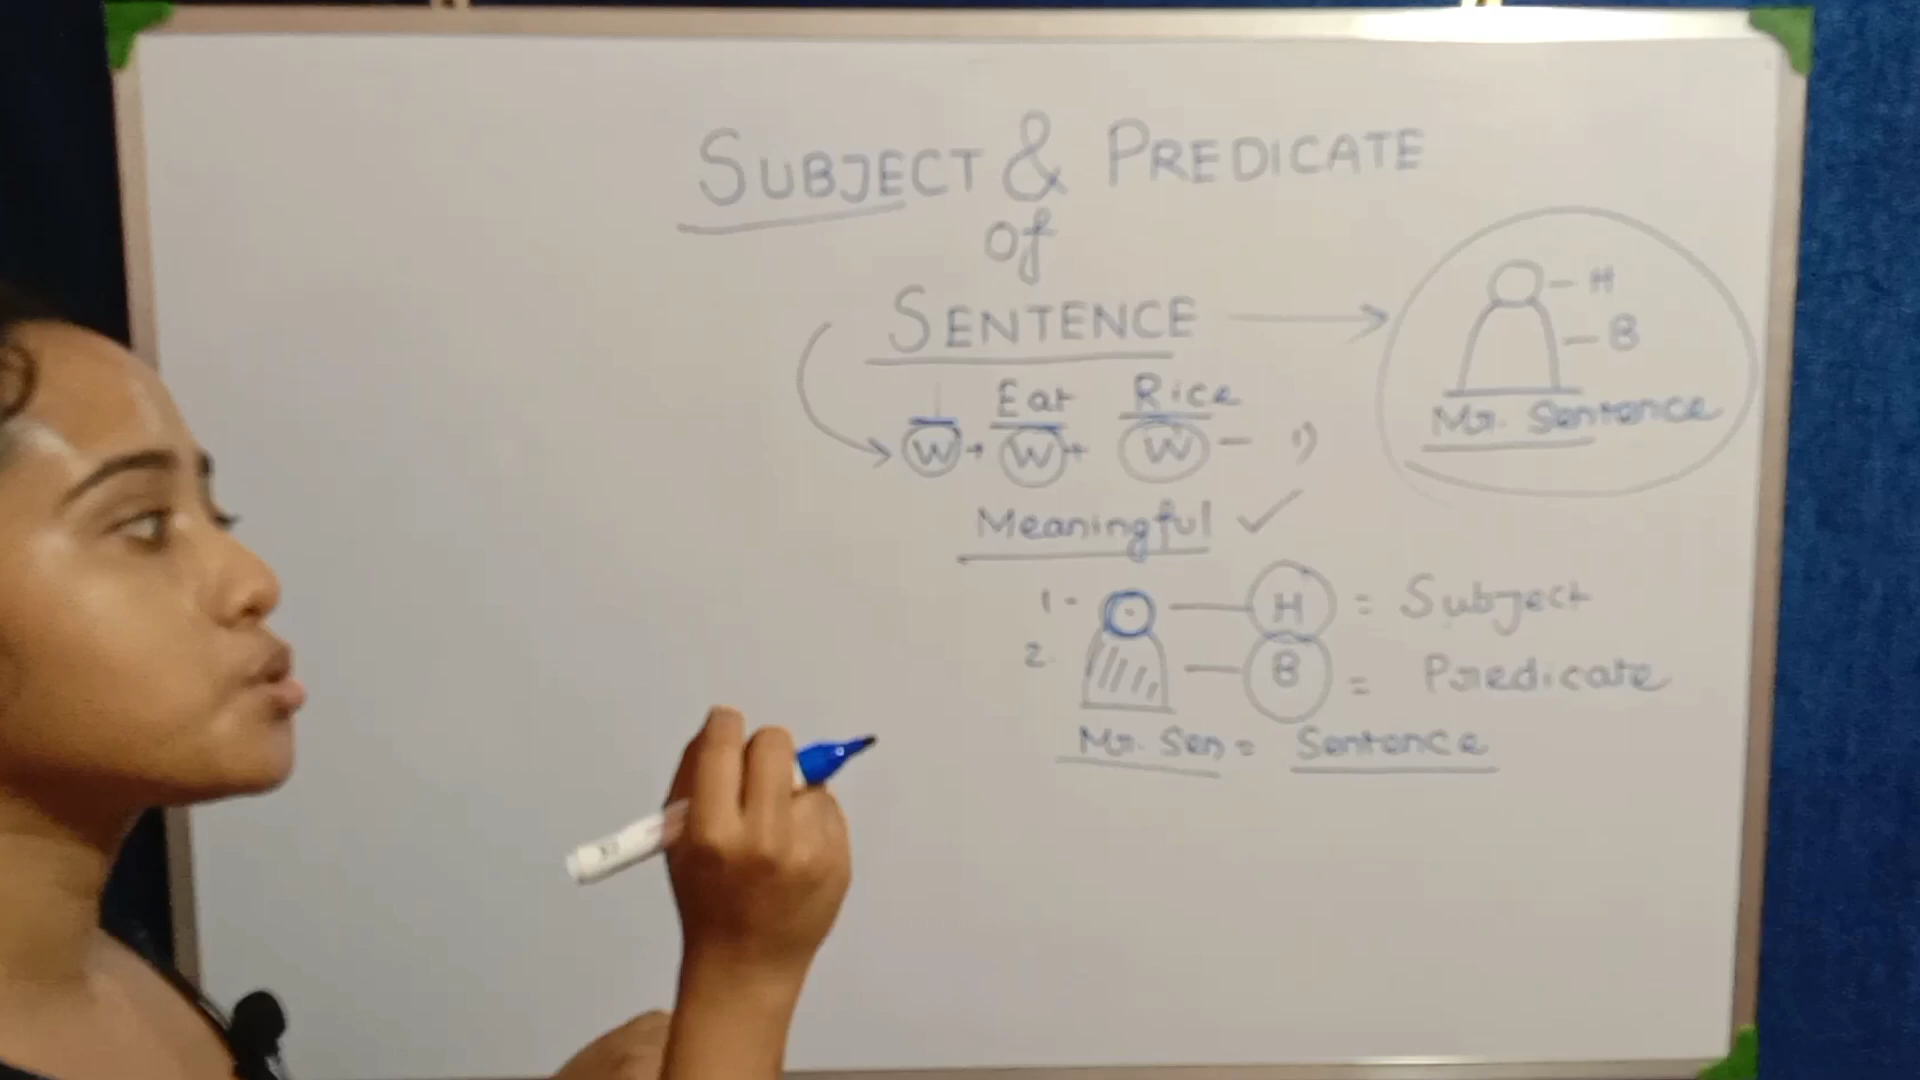 SUBJECT & PREDICATE
of
SENTENCE
H
B
Mr. Sentence
I Eat Rice
W + W + W -
Meaningful ✓
1 - H = Subject
2 B = Predicate
Mr. Sen = Sentence